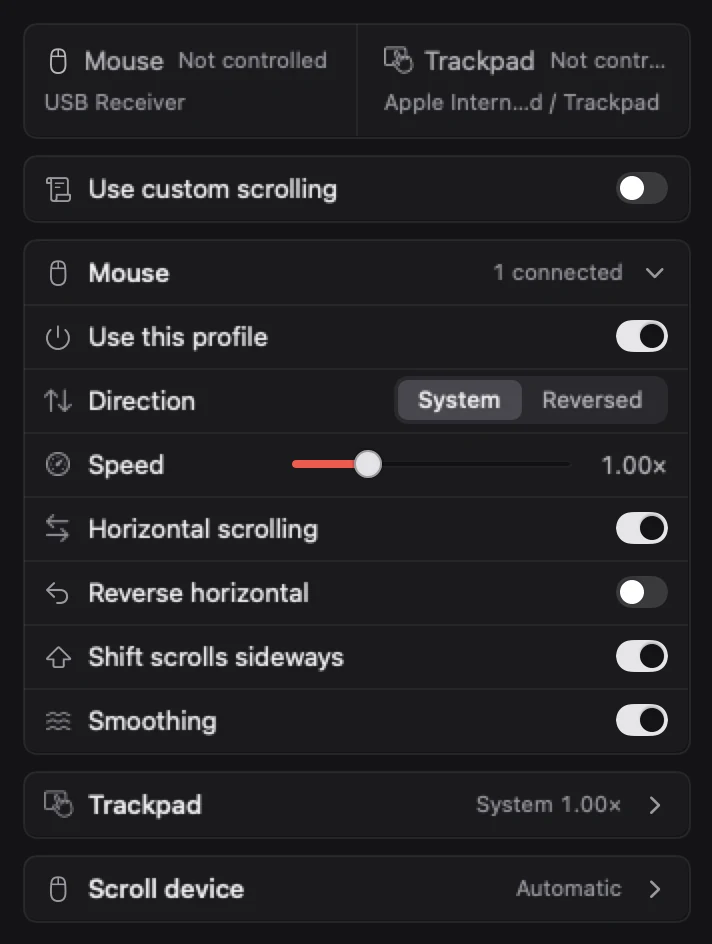 Mouse Not controlled
USB Receiver
Trackpad Not contr...
Apple Intern...d / Trackpad
Use custom scrolling
Mouse 1 connected
Use this profile
Direction System Reversed
Speed 1.00×
Horizontal scrolling
Reverse horizontal
Shift scrolls sideways
Smoothing
Trackpad System 1.00×
Scroll device Automatic